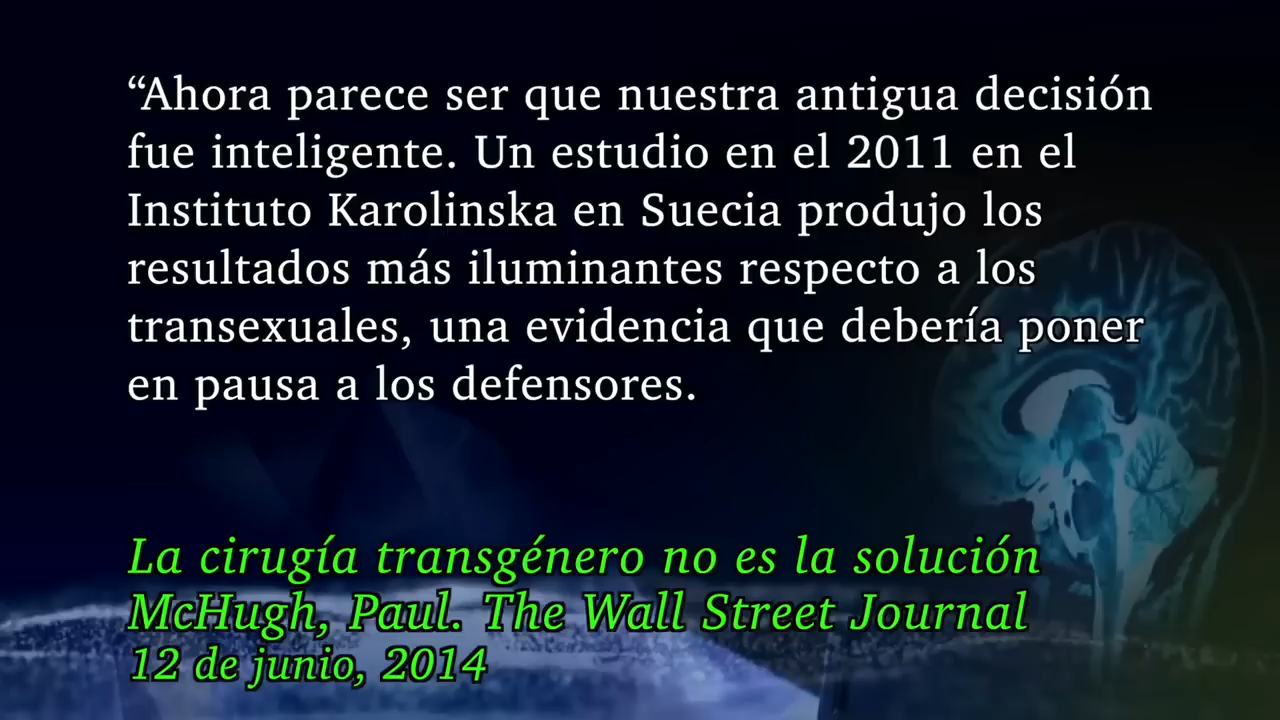 “Ahora parece ser que nuestra antigua decisión
fue inteligente. Un estudio en el 2011 en el
Instituto Karolinska en Suecia produjo los
resultados más iluminantes respecto a los
transexuales, una evidencia que debería poner
en pausa a los defensores.
La cirugía transgénero no es la solución
McHugh, Paul. The Wall Street Journal
12 de junio, 2014